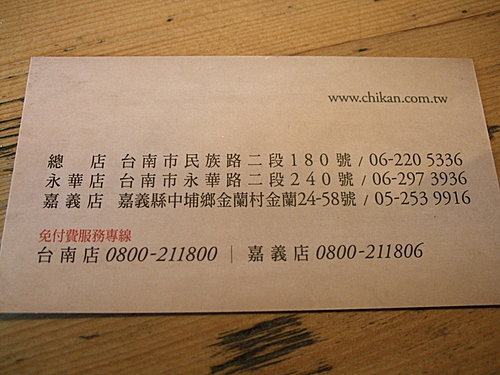 www.chikan.com.tw
總 店 台南市民族路二段180號 / 06-220 5336
永華店 台南市永華路二段240號 / 06-297 3936
嘉義店 嘉義縣中埔鄉金蘭村金蘭24-58號 / 05-253 9916
免付費服務專線
台南店 0800-211800 | 嘉義店 0800-211806